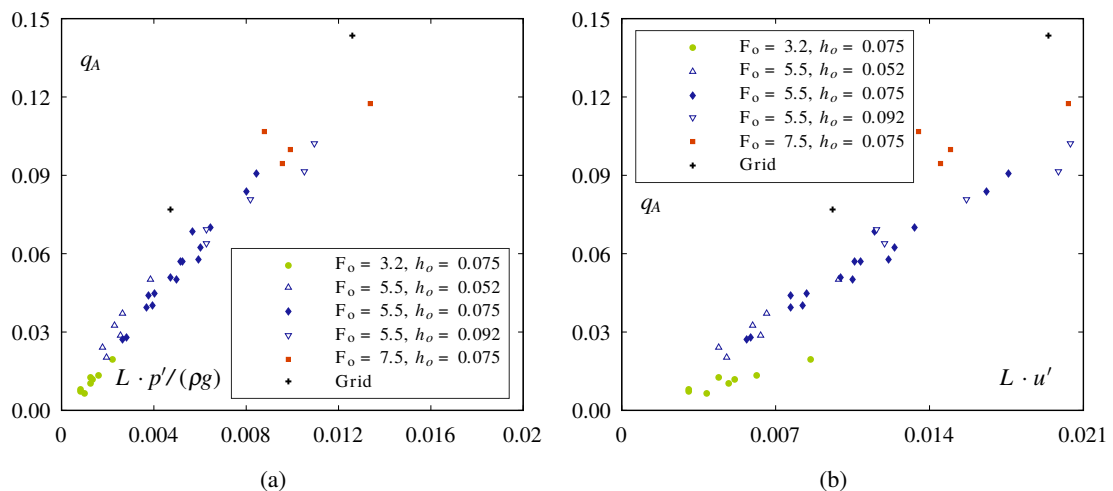 0.15
0.12
0.09
0.06
0.03
0.00
q_A
F_o = 3.2, h_o = 0.075
F_o = 5.5, h_o = 0.052
F_o = 5.5, h_o = 0.075
F_o = 5.5, h_o = 0.092
F_o = 7.5, h_o = 0.075
Grid
L · p′/(ρg)
0 0.004 0.008 0.012 0.016 0.02
(a)
0.15
0.12
0.09
0.06
0.03
0.00
F_o = 3.2, h_o = 0.075
F_o = 5.5, h_o = 0.052
F_o = 5.5, h_o = 0.075
F_o = 5.5, h_o = 0.092
F_o = 7.5, h_o = 0.075
Grid
q_A
L · u′
0 0.007 0.014 0.021
(b)